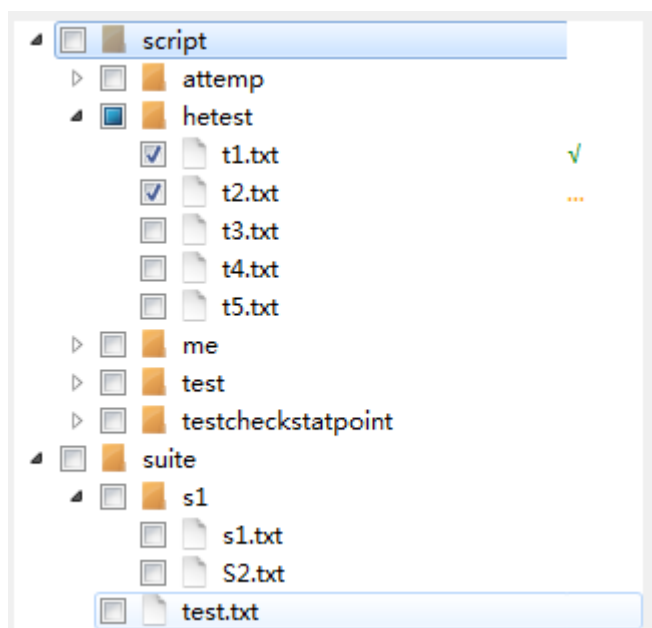 script
attemp
hetest
t1.txt √
t2.txt ...
t3.txt
t4.txt
t5.txt
me
test
testcheckstatpoint
suite
s1
s1.txt
S2.txt
test.txt